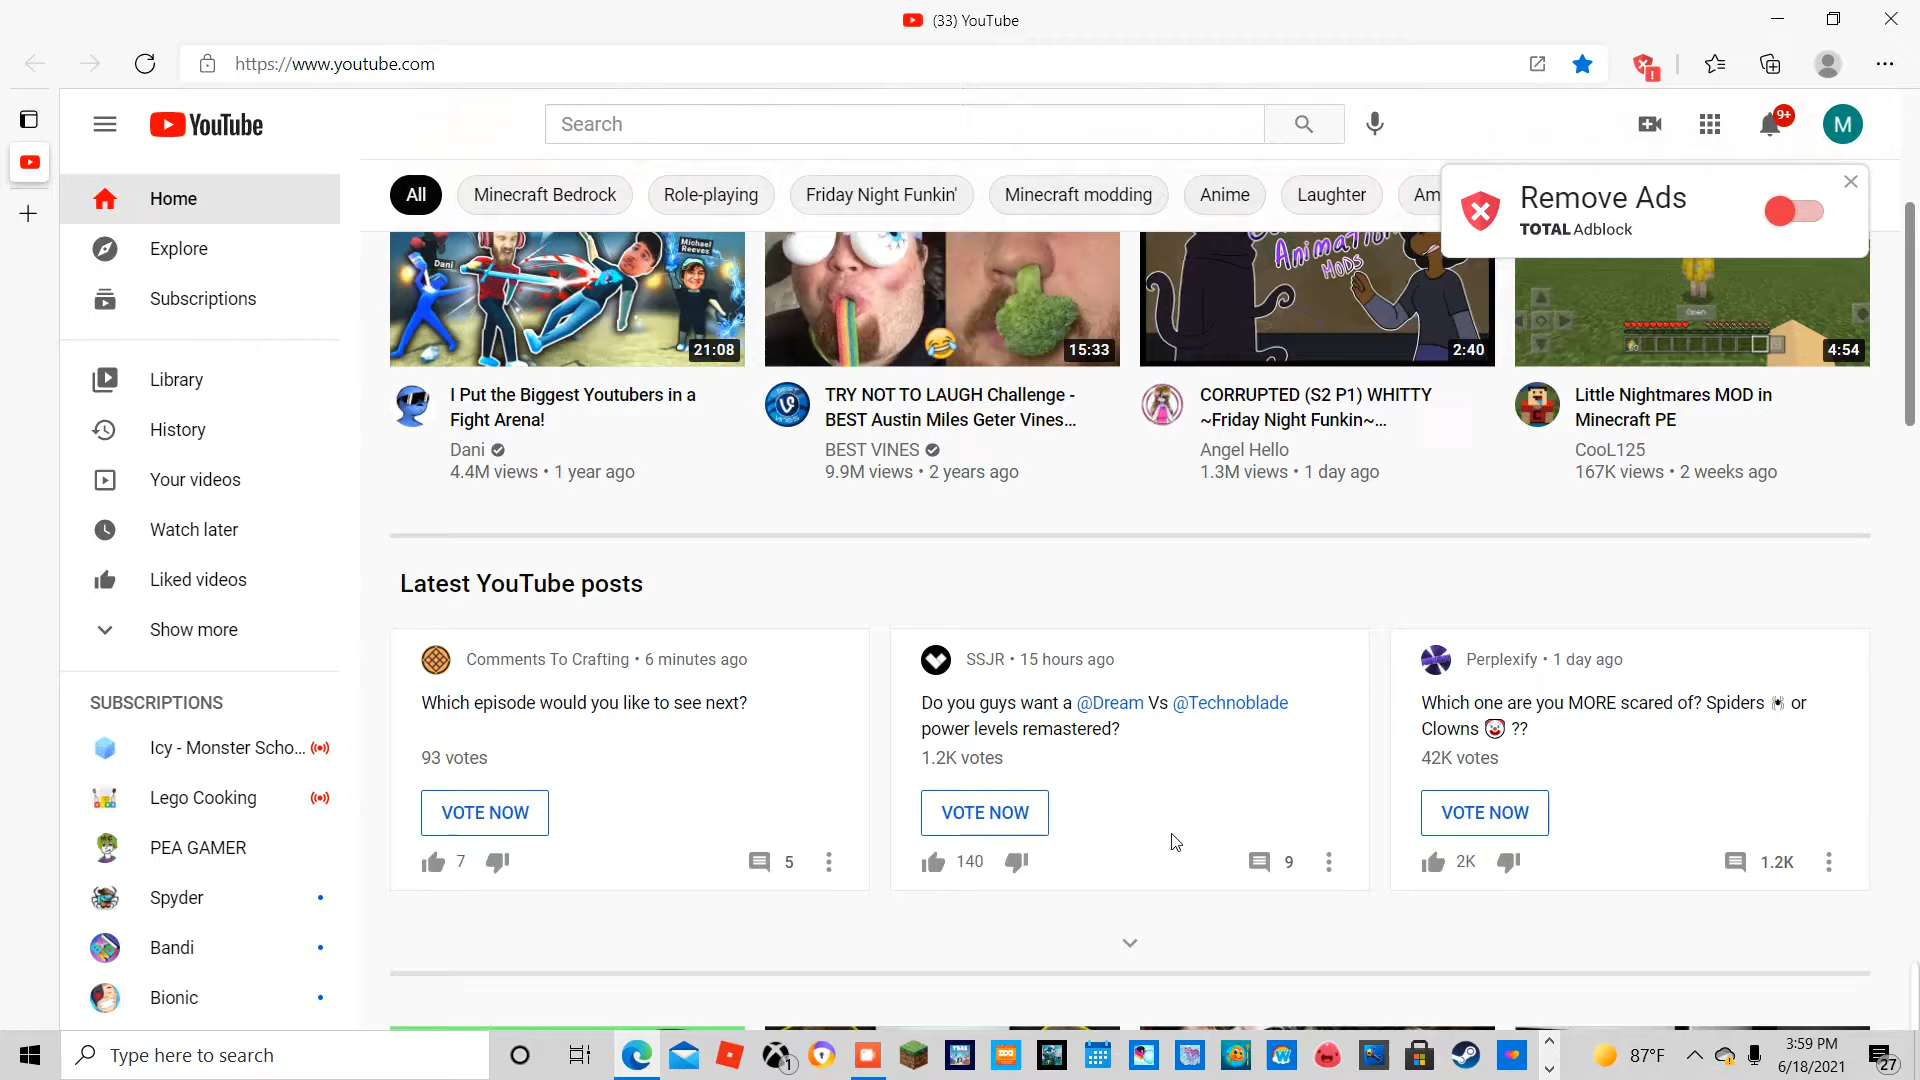 (33) YouTube
https://www.youtube.com
YouTube
Search
9+
M
Home
Explore
Subscriptions
Library
History
Your videos
Watch later
Liked videos
Show more
SUBSCRIPTIONS
Icy - Monster Scho...
Lego Cooking
PEA GAMER
Spyder
Bandi
Bionic
All
Minecraft Bedrock
Role-playing
Friday Night Funkin'
Minecraft modding
Anime
Laughter
Am
Remove Ads
TOTAL Adblock
Dani
Michael
Reeves
21:08
15:33
Animation
MODS
2:40
Open
4:54
I Put the Biggest Youtubers in a
Fight Arena!
Dani
4.4M views • 1 year ago
TRY NOT TO LAUGH Challenge -
BEST Austin Miles Geter Vines...
BEST VINES
9.9M views • 2 years ago
CORRUPTED (S2 P1) WHITTY
~Friday Night Funkin~...
Angel Hello
1.3M views • 1 day ago
Little Nightmares MOD in
Minecraft PE
CooL125
167K views • 2 weeks ago
Latest YouTube posts
Comments To Crafting • 6 minutes ago
Which episode would you like to see next?
93 votes
VOTE NOW
7
5
SSJR • 15 hours ago
Do you guys want a @Dream Vs @Technoblade
power levels remastered?
1.2K votes
VOTE NOW
140
9
Perplexify • 1 day ago
Which one are you MORE scared of? Spiders 🕷 or
Clowns 🤡 ??
42K votes
VOTE NOW
2K
1.2K
Type here to search
1
ZOO
87°F
3:59 PM
6/18/2021
27